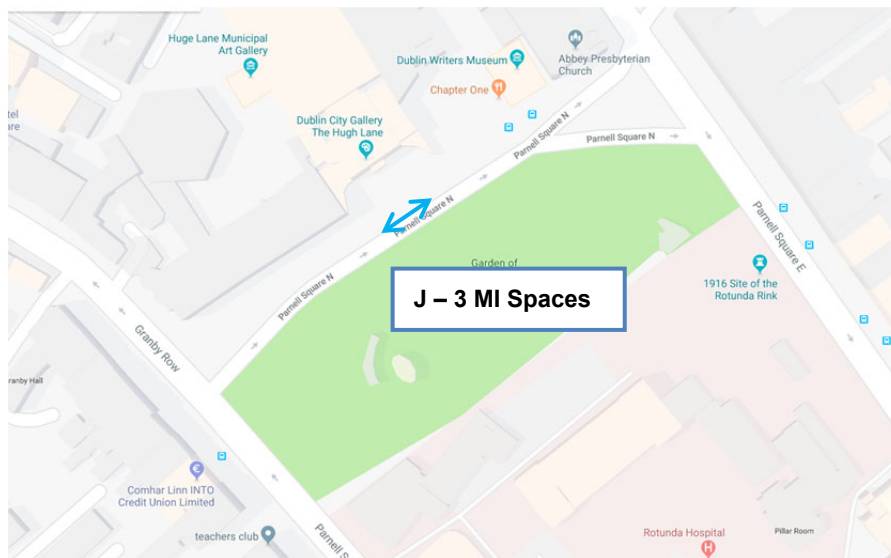 Huge Lane Municipal
Art Gallery
Dublin Writers Museum
Abbey Presbyterian
Church
Chapter One
Dublin City Gallery
The Hugh Lane
Parnell Square N
Parnell Square N
Parnell Square N
Parnell Square N
Parnell Square E
Garden of
J – 3 MI Spaces
1916 Site of the
Rotunda Rink
Granby Row
Comhar Linn INTO
Credit Union Limited
teachers club
Parnell S
Rotunda Hospital
Pillar Room